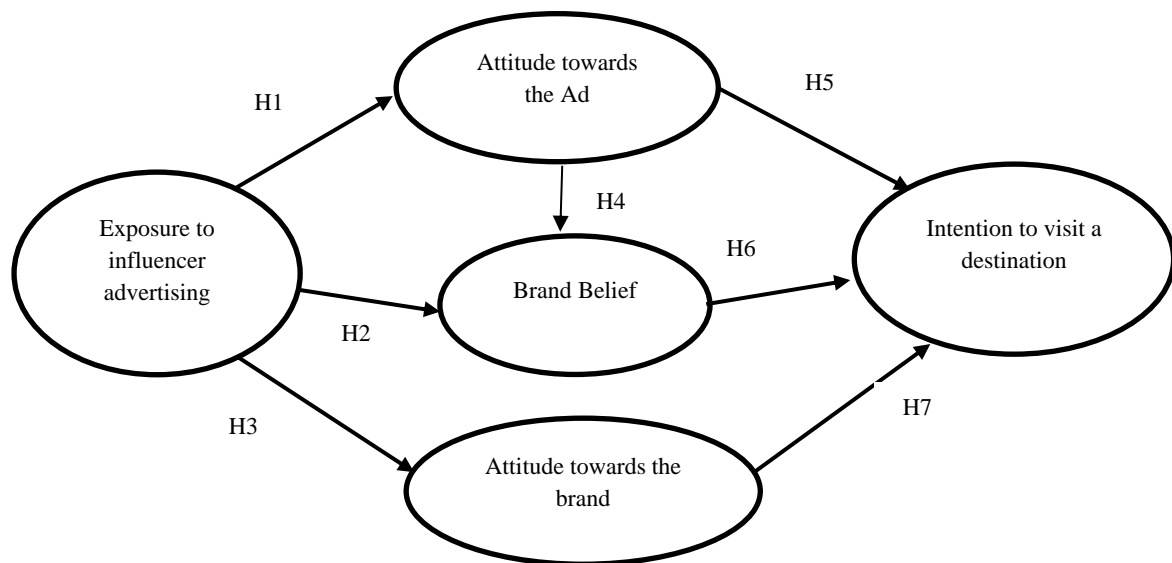 Attitude towards
the Ad
H5
H1
H4
Exposure to
influencer
advertising
Intention to visit a
destination
H6
Brand Belief
H2
H3
H7
Attitude towards the
brand